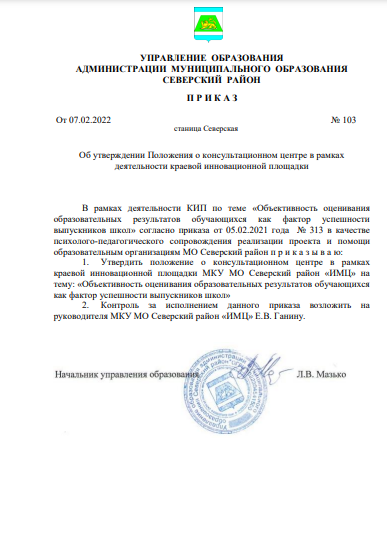 УПРАВЛЕНИЕ ОБРАЗОВАНИЯ
АДМИНИСТРАЦИИ МУНИЦИПАЛЬНОГО ОБРАЗОВАНИЯ
СЕВЕРСКИЙ РАЙОН
П Р И К А З
От 07.02.2022 № 103
станица Северская
Об утверждении Положения о консультационном центре в рамках
деятельности краевой инновационной площадки
В рамках деятельности КИП по теме «Объективность оценивания
образовательных результатов обучающихся как фактор успешности
выпускников школ» согласно приказа от 05.02.2021 года № 313 в качестве
психолого-педагогического сопровождения реализации проекта и помощи
образовательным организациям МО Северский район п р и к а з ы в а ю:
1. Утвердить положение о консультационном центре в рамках
краевой инновационной площадки МКУ МО Северский район «ИМЦ» на
тему: «Объективность оценивания образовательных результатов обучающихся
как фактор успешности выпускников школ»
2. Контроль за исполнением данного приказа возложить на
руководителя МКУ МО Северский район «ИМЦ» Е.В. Ганину.
Начальник управления образования Л.В. Мазько